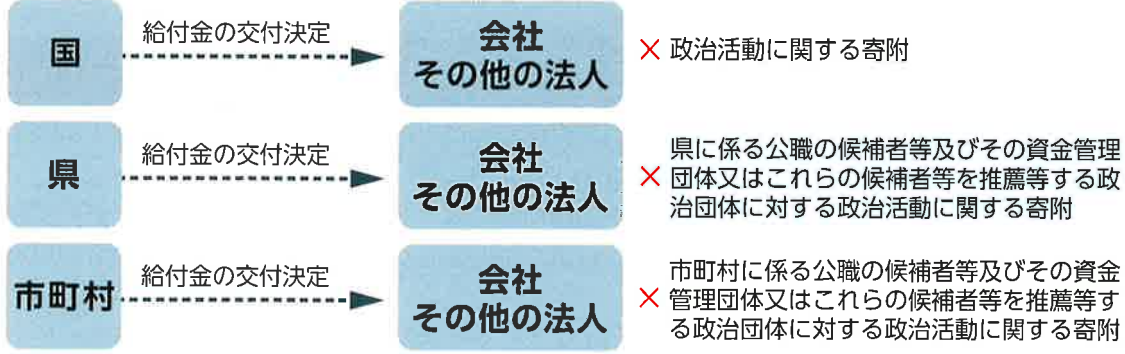 国
給付金の交付決定
会社
その他の法人
× 政治活動に関する寄附
県
給付金の交付決定
会社
その他の法人
× 県に係る公職の候補者等及びその資金管理
団体又はこれらの候補者等を推薦等する政
治団体に対する政治活動に関する寄附
市町村
給付金の交付決定
会社
その他の法人
× 市町村に係る公職の候補者等及びその資金
管理団体又はこれらの候補者等を推薦等す
る政治団体に対する政治活動に関する寄附